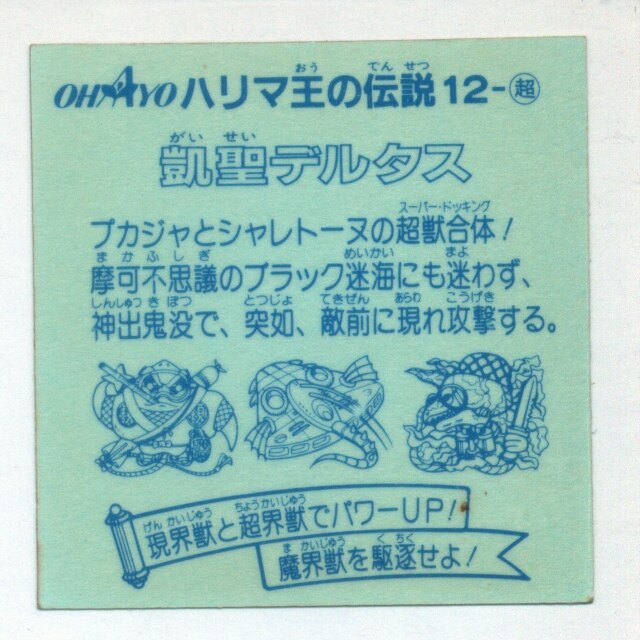 OHAYO ハリマ王の伝説 12-超
おう でん せつ
がい せい
凱聖デルタス
スーパー・ドッキング
プカジャとシャレトーヌの超獣合体!
まかふしぎ めいかい まよ
摩可不思議のブラック迷海にも迷わず、
しんしゅつきぼつ とつじょ てきぜん あらわ こうげき
神出鬼没で、突如、敵前に現れ攻撃する。
げんかいじゅう ちょうかいじゅう
現界獣と超界獣でパワーUP!
まかいじゅう くちく
魔界獣を駆逐せよ!